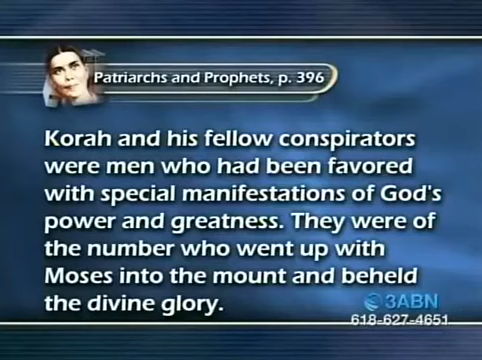 Patriarchs and Prophets, p. 396
Korah and his fellow conspirators
were men who had been favored
with special manifestations of God's
power and greatness. They were of
the number who went up with
Moses into the mount and beheld
the divine glory.
3ABN
618-627-4651